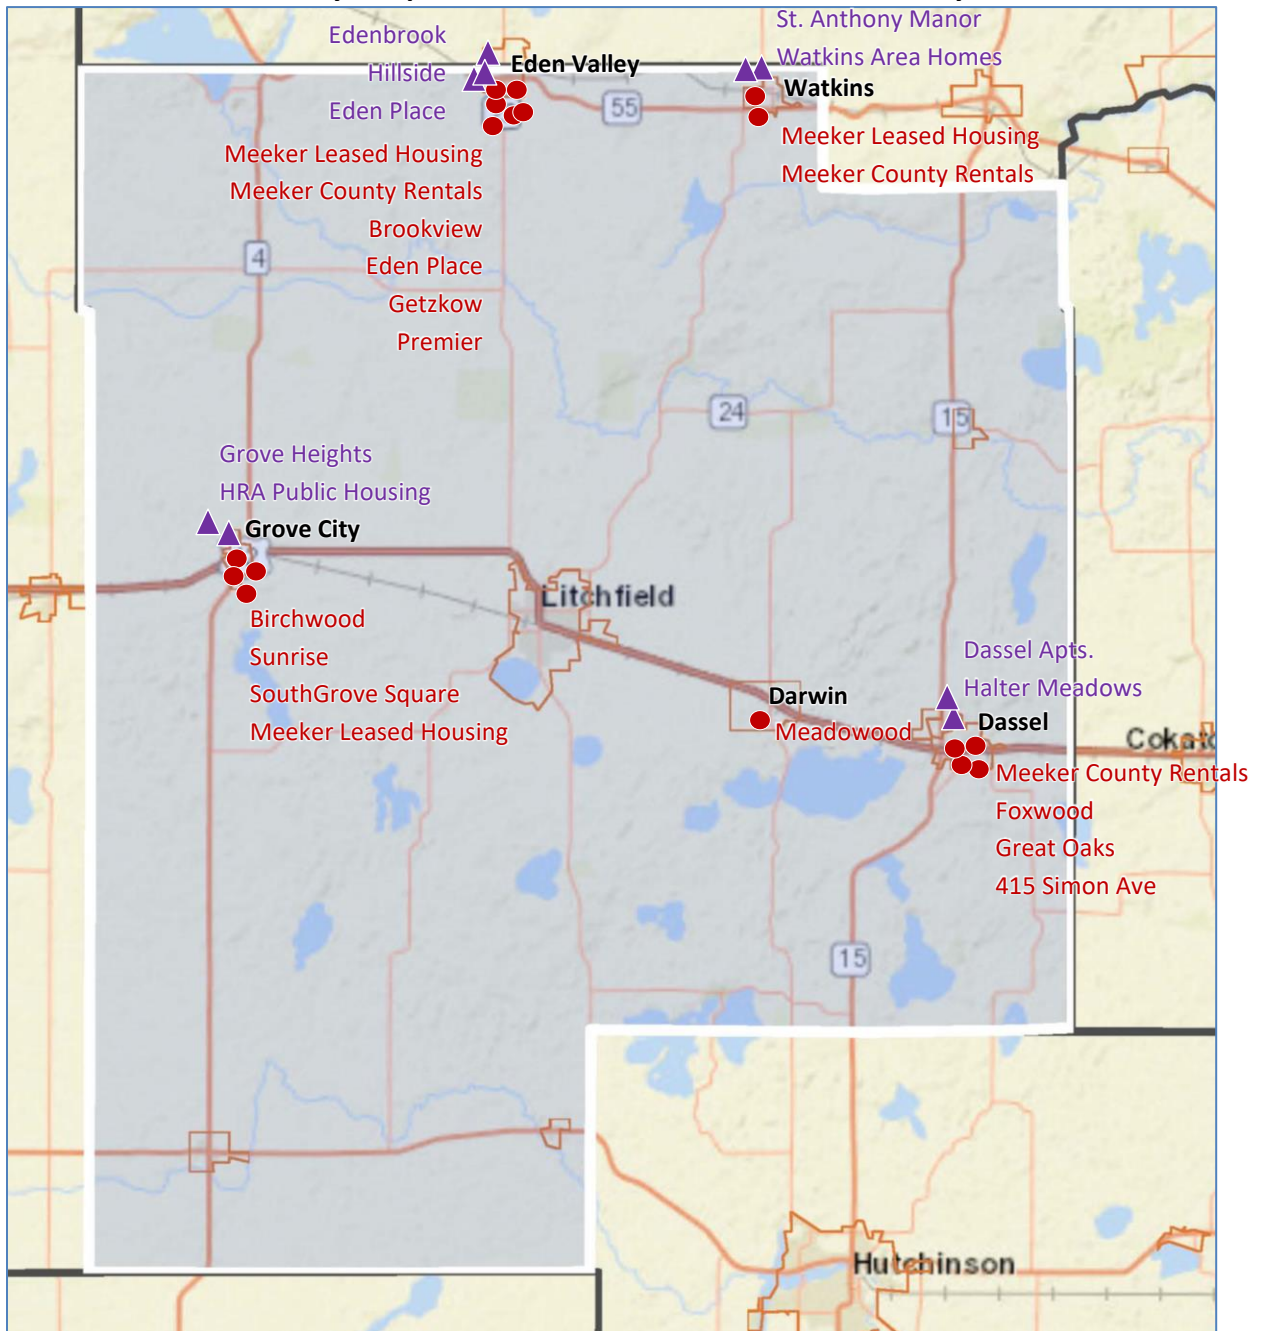 St. Anthony Manor
Edenbrook
Watkins Area Homes
Eden Valley
Hillside
Watkins
Eden Place
55
Meeker Leased Housing
Meeker County Rentals
Meeker Leased Housing
Meeker County Rentals
Brookview
Eden Place
Getzkow
Premier
4
24
15
Grove Heights
HRA Public Housing
Grove City
Litchfield
Birchwood
Sunrise
SouthGrove Square
Meeker Leased Housing
Dassel Apts.
Halter Meadows
Darwin
Dassel
Meadowood
Meeker County Rentals
Foxwood
Great Oaks
415 Simon Ave
15
Hutchinson